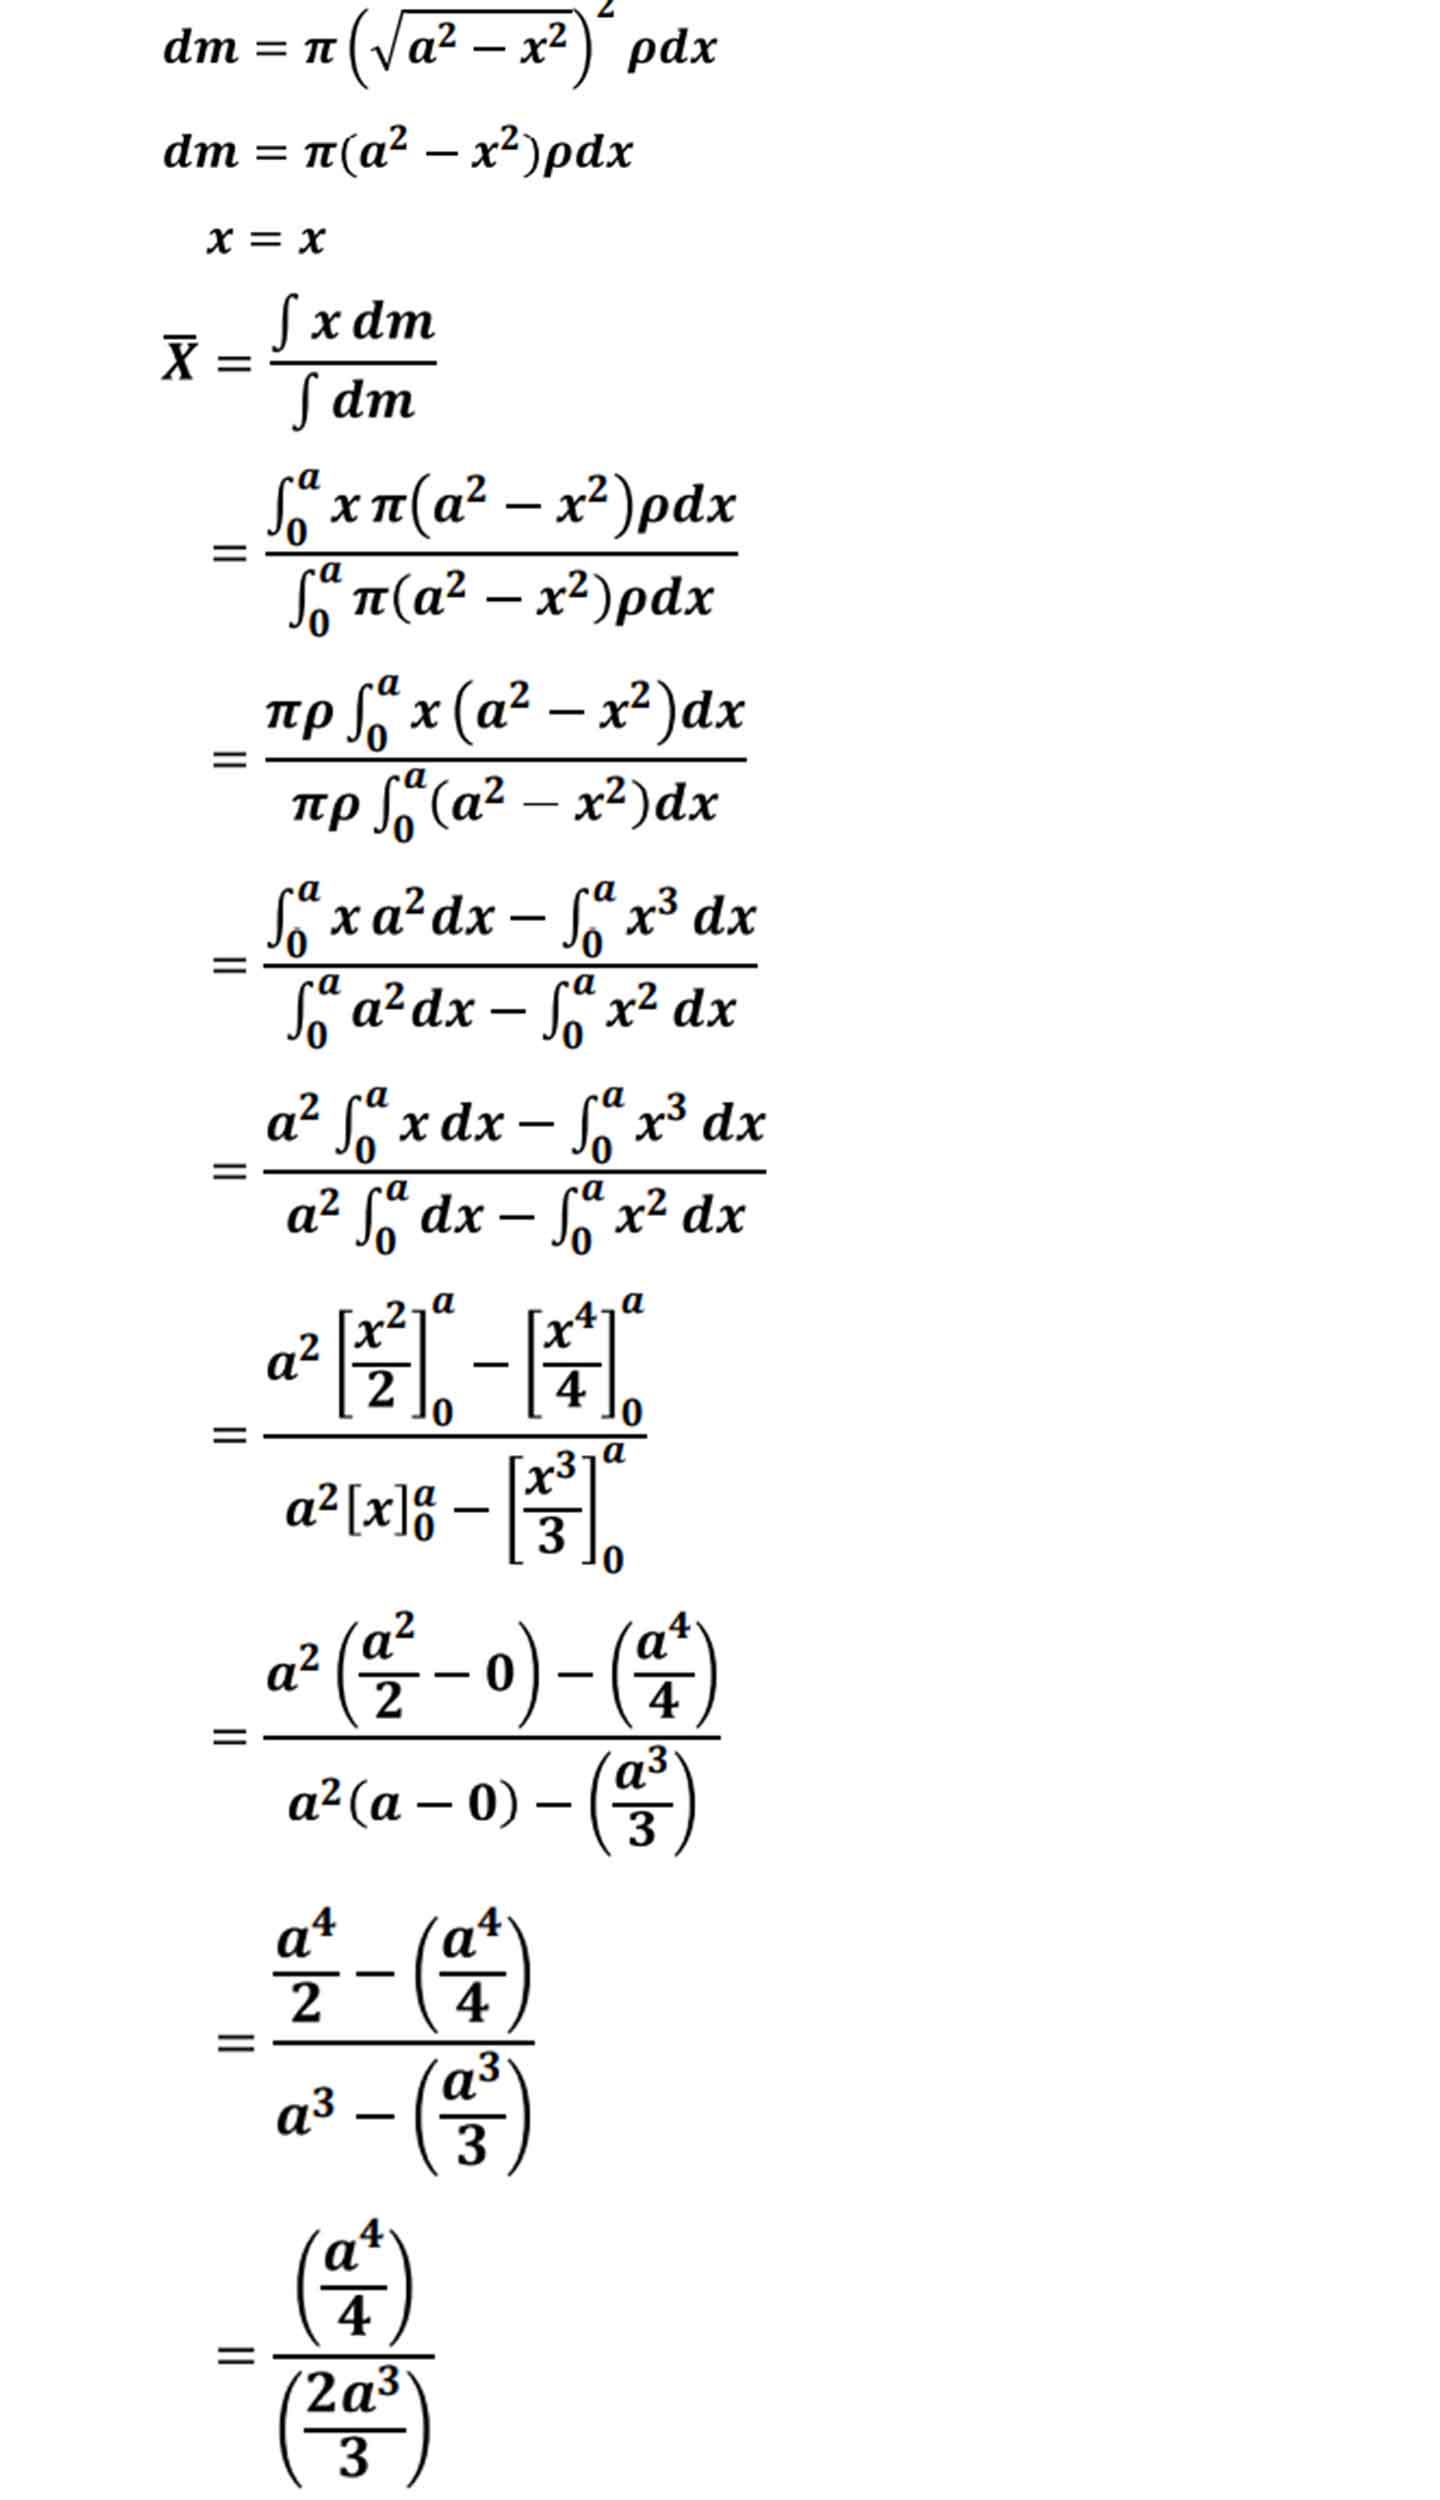 dm = π(√(a² − x²))² ρdx
dm = π(a² − x²)ρdx
x = x
X̅ = ∫ x dm / ∫ dm
= ∫₀ᵃ x π(a² − x²)ρdx / ∫₀ᵃ π(a² − x²)ρdx
= πρ ∫₀ᵃ x (a² − x²)dx / πρ ∫₀ᵃ (a² − x²)dx
= (∫₀ᵃ x a² dx − ∫₀ᵃ x³ dx) / (∫₀ᵃ a² dx − ∫₀ᵃ x² dx)
= (a² ∫₀ᵃ x dx − ∫₀ᵃ x³ dx) / (a² ∫₀ᵃ dx − ∫₀ᵃ x² dx)
= (a² [x²/2]₀ᵃ − [x⁴/4]₀ᵃ) / (a² [x]₀ᵃ − [x³/3]₀ᵃ)
= (a² (a²/2 − 0) − (a⁴/4)) / (a² (a − 0) − (a³/3))
= (a⁴/2 − (a⁴/4)) / (a³ − (a³/3))
= (a⁴/4) / (2a³/3)